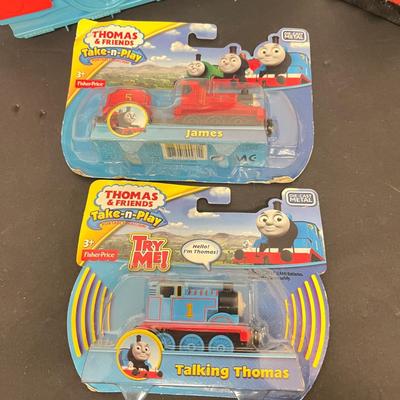 THOMAS
& FRIENDS
Take-n-Play
DIE-CAST
METAL
3+
Fisher-Price
5
James
THOMAS
& FRIENDS
Take-n-Play
DIE-CAST
METAL
3+
TRY
ME!
Hello!
I'm Thomas!
Fisher-Price
1
Talking Thomas